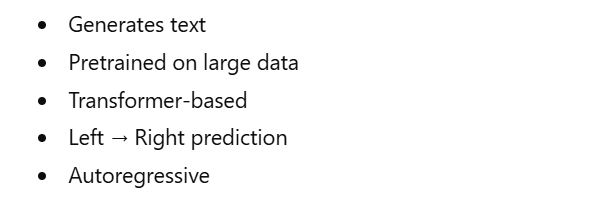 • Generates text
• Pretrained on large data
• Transformer-based
• Left → Right prediction
• Autoregressive